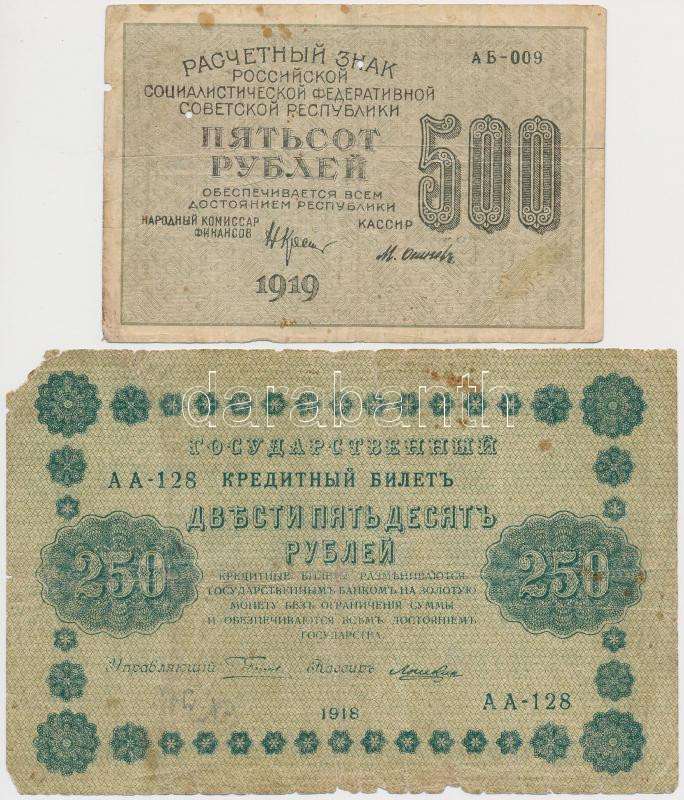 РАСЧЕТНЫЙ ЗНАК
АБ-009
РОССИЙСКОЙ
СОЦИАЛИСТИЧЕСКОЙ ФЕДЕРАТИВНОЙ
СОВЕТСКОЙ РЕСПУБЛИКИ
ПЯТЬСОТ
РУБЛЕЙ
500
ОБЕСПЕЧИВАЕТСЯ ВСЕМ
ДОСТОЯНИЕМ РЕСПУБЛИКИ
НАРОДНЫЙ КОМИССАР
ФИНАНСОВ
КАССИР
1919
darabanth
ГОСУДАРСТВЕННЫЙ
АА-128 КРЕДИТНЫЙ БИЛЕТЪ
ДВѢСТИ ПЯТЬДЕСЯТЪ
РУБЛЕЙ
250
250
КРЕДИТНЫЕ БИЛЕТЫ РАЗМѢНИВАЮТСЯ
ГОСУДАРСТВЕННЫМЪ БАНКОМЪ НА ЗОЛОТУЮ
МОНЕТУ БЕЗЪ ОГРАНИЧЕНІЯ СУММЫ
И ОБЕЗПЕЧИВАЮТСЯ ВСѢМЪ ДОСТОЯНІЕМЪ
ГОСУДАРСТВА.
Управляющій
Кассиръ
АА-128
1918